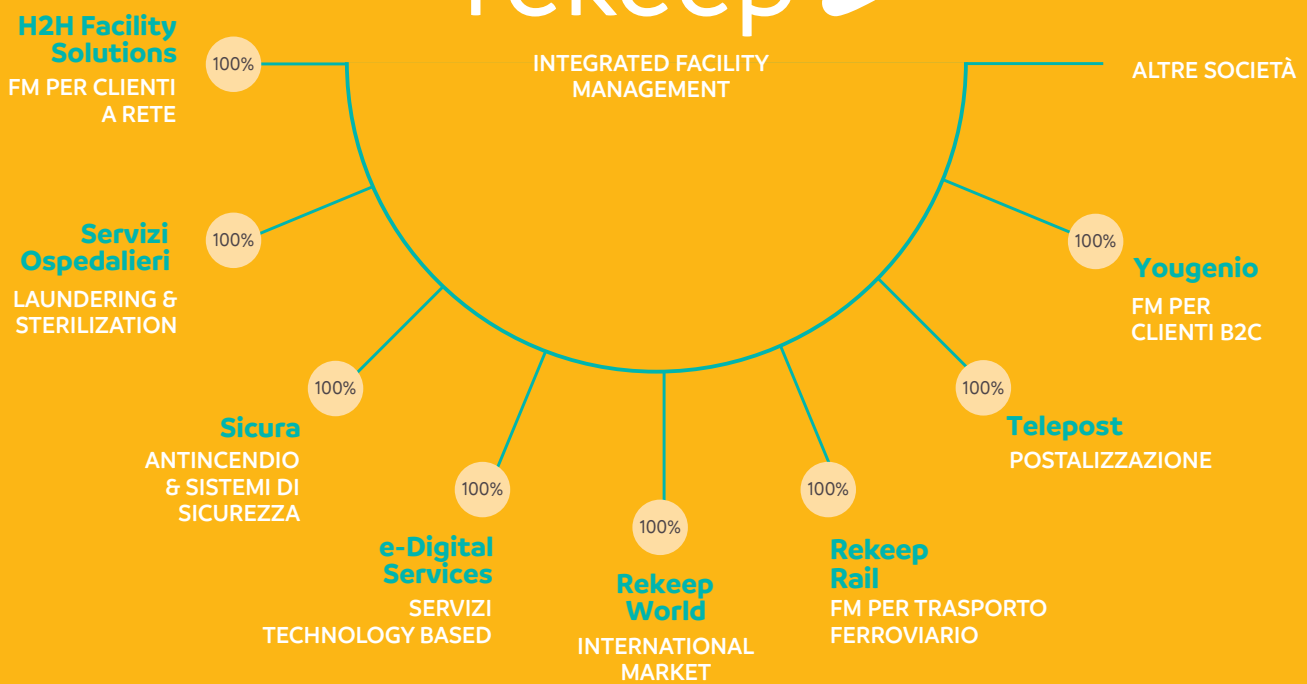 rekeep
INTEGRATED FACILITY
MANAGEMENT
H2H Facility
Solutions
100%
FM PER CLIENTI
A RETE
ALTRE SOCIETÀ
Servizi
Ospedalieri
100%
LAUNDERING &
STERILIZATION
100%
Yougenio
FM PER
CLIENTI B2C
100%
Sicura
ANTINCENDIO
& SISTEMI DI
SICUREZZA
100%
Telepost
POSTALIZZAZIONE
100%
e-Digital
Services
SERVIZI
TECHNOLOGY BASED
100%
Rekeep
World
INTERNATIONAL
MARKET
100%
Rekeep
Rail
FM PER TRASPORTO
FERROVIARIO